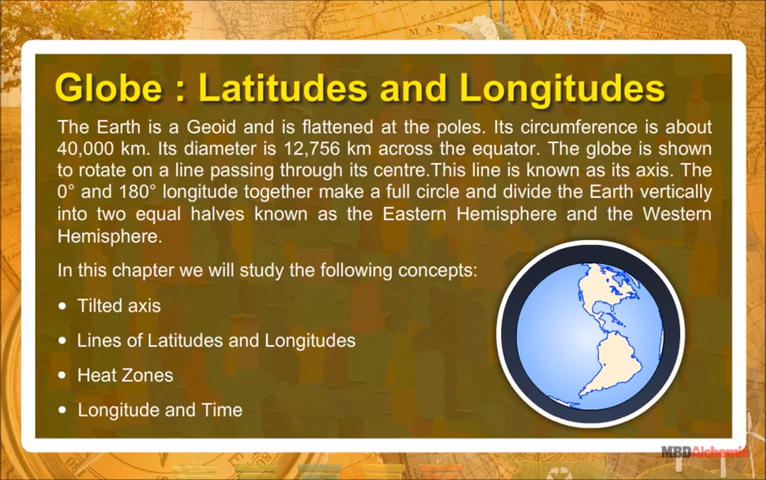 Globe : Latitudes and Longitudes
The Earth is a Geoid and is flattened at the poles. Its circumference is about
40,000 km. Its diameter is 12,756 km across the equator. The globe is shown
to rotate on a line passing through its centre.This line is known as its axis. The
0° and 180° longitude together make a full circle and divide the Earth vertically
into two equal halves known as the Eastern Hemisphere and the Western
Hemisphere.
In this chapter we will study the following concepts:
• Tilted axis
• Lines of Latitudes and Longitudes
• Heat Zones
• Longitude and Time
MBDAlchemie